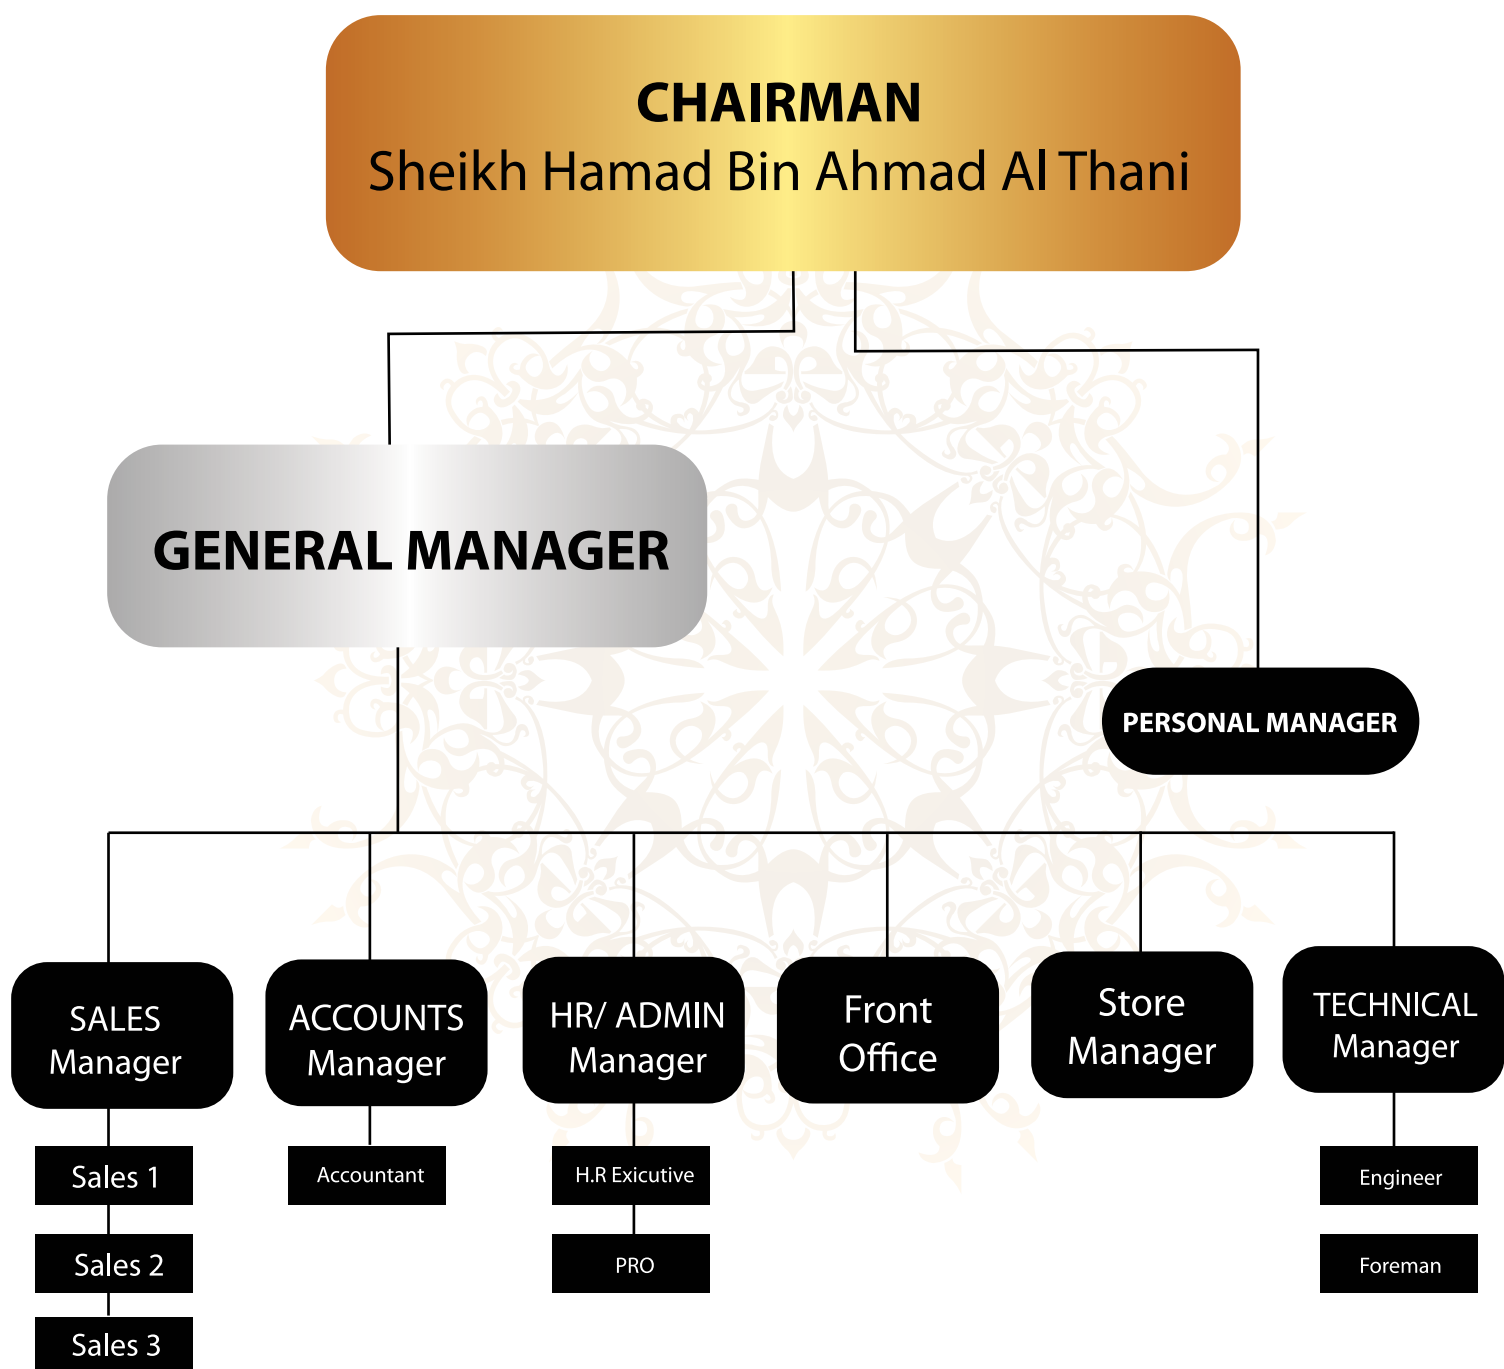 CHAIRMAN
Sheikh Hamad Bin Ahmad Al Thani
GENERAL MANAGER
PERSONAL MANAGER
SALES
Manager
ACCOUNTS
Manager
HR/ ADMIN
Manager
Front
Office
Store
Manager
TECHNICAL
Manager
Sales 1
Accountant
H.R Exicutive
Engineer
Sales 2
PRO
Foreman
Sales 3